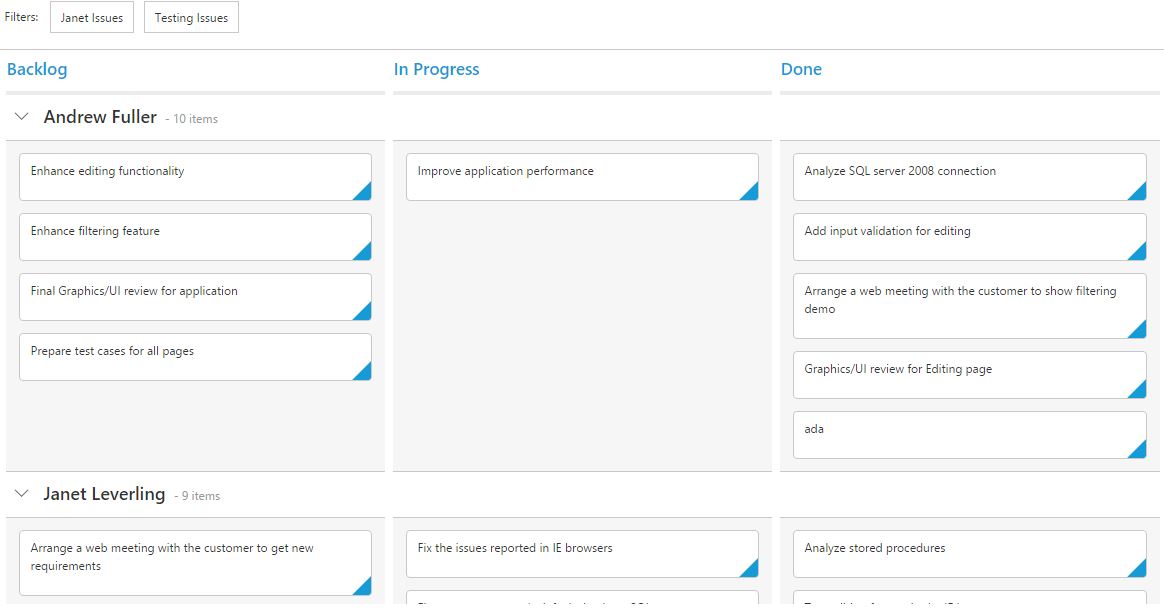 Filters:
Janet Issues
Testing Issues
Backlog
In Progress
Done
Andrew Fuller - 10 items
Enhance editing functionality
Enhance filtering feature
Final Graphics/UI review for application
Prepare test cases for all pages
Improve application performance
Analyze SQL server 2008 connection
Add input validation for editing
Arrange a web meeting with the customer to show filtering
demo
Graphics/UI review for Editing page
ada
Janet Leverling - 9 items
Arrange a web meeting with the customer to get new
requirements
Fix the issues reported in IE browsers
Analyze stored procedures